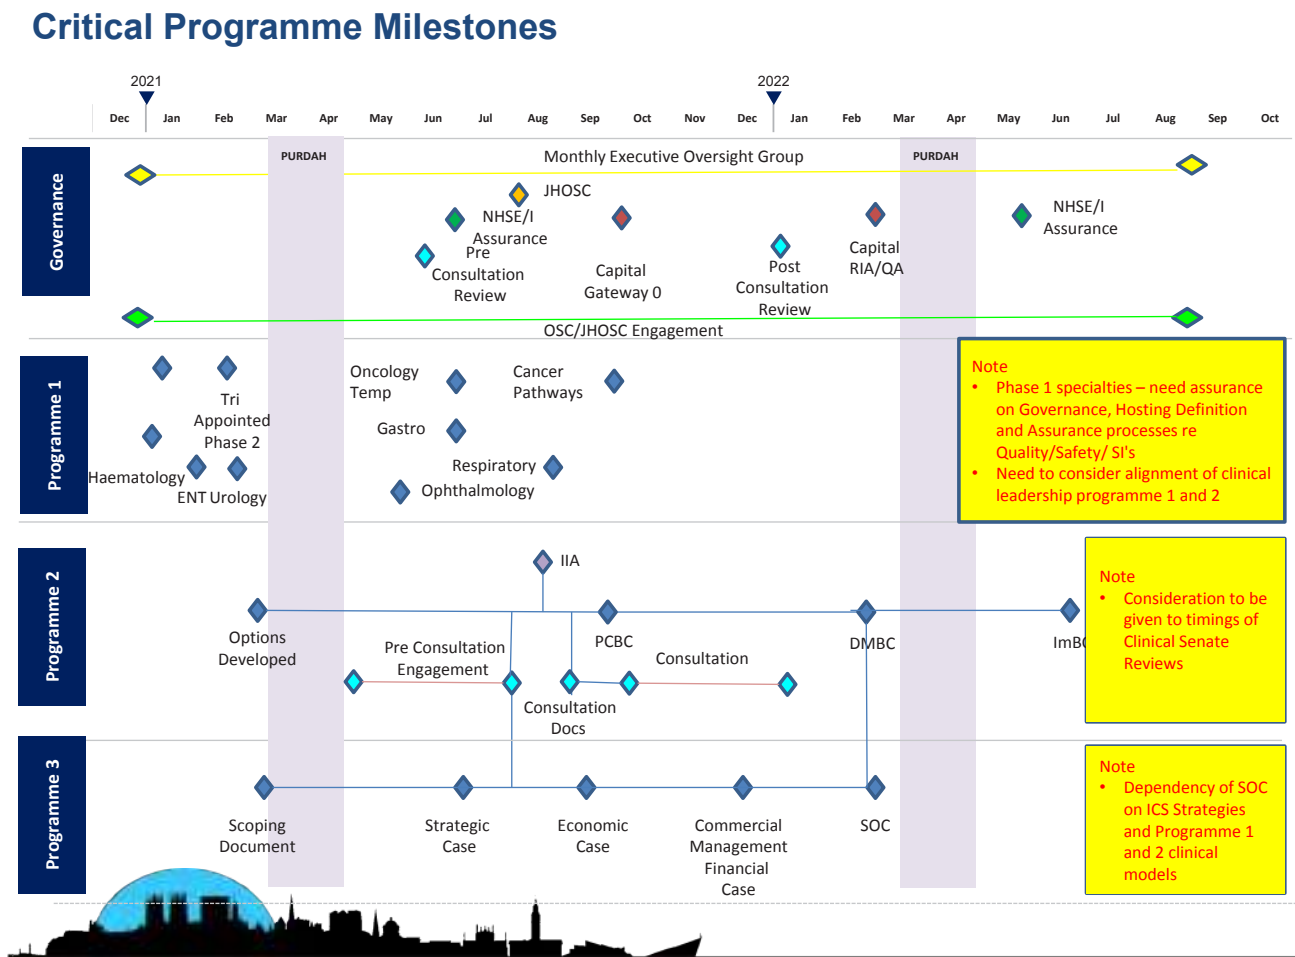 Critical Programme Milestones
2021
2022
Dec Jan Feb Mar Apr May Jun Jul Aug Sep Oct Nov Dec Jan Feb Mar Apr May Jun Jul Aug Sep Oct
Governance
PURDAH
Monthly Executive Oversight Group
PURDAH
JHOSC
NHSE/I
Assurance
Pre
Consultation
Review
Capital
Gateway 0
Post
Consultation
Review
Capital
RIA/QA
NHSE/I
Assurance
OSC/JHOSC Engagement
Programme 1
Tri
Appointed
Phase 2
Haematology
ENT Urology
Oncology
Temp
Gastro
Cancer
Pathways
Respiratory
Ophthalmology
Note
• Phase 1 specialties – need assurance
on Governance, Hosting Definition
and Assurance processes re
Quality/Safety/ SI's
• Need to consider alignment of clinical
leadership programme 1 and 2
Programme 2
IIA
Options
Developed
Pre Consultation
Engagement
PCBC
Consultation
Consultation
Docs
DMBC
ImBC
Note
• Consideration to be
given to timings of
Clinical Senate
Reviews
Programme 3
Scoping
Document
Strategic
Case
Economic
Case
Commercial
Management
Financial
Case
SOC
Note
• Dependency of SOC
on ICS Strategies
and Programme 1
and 2 clinical
models